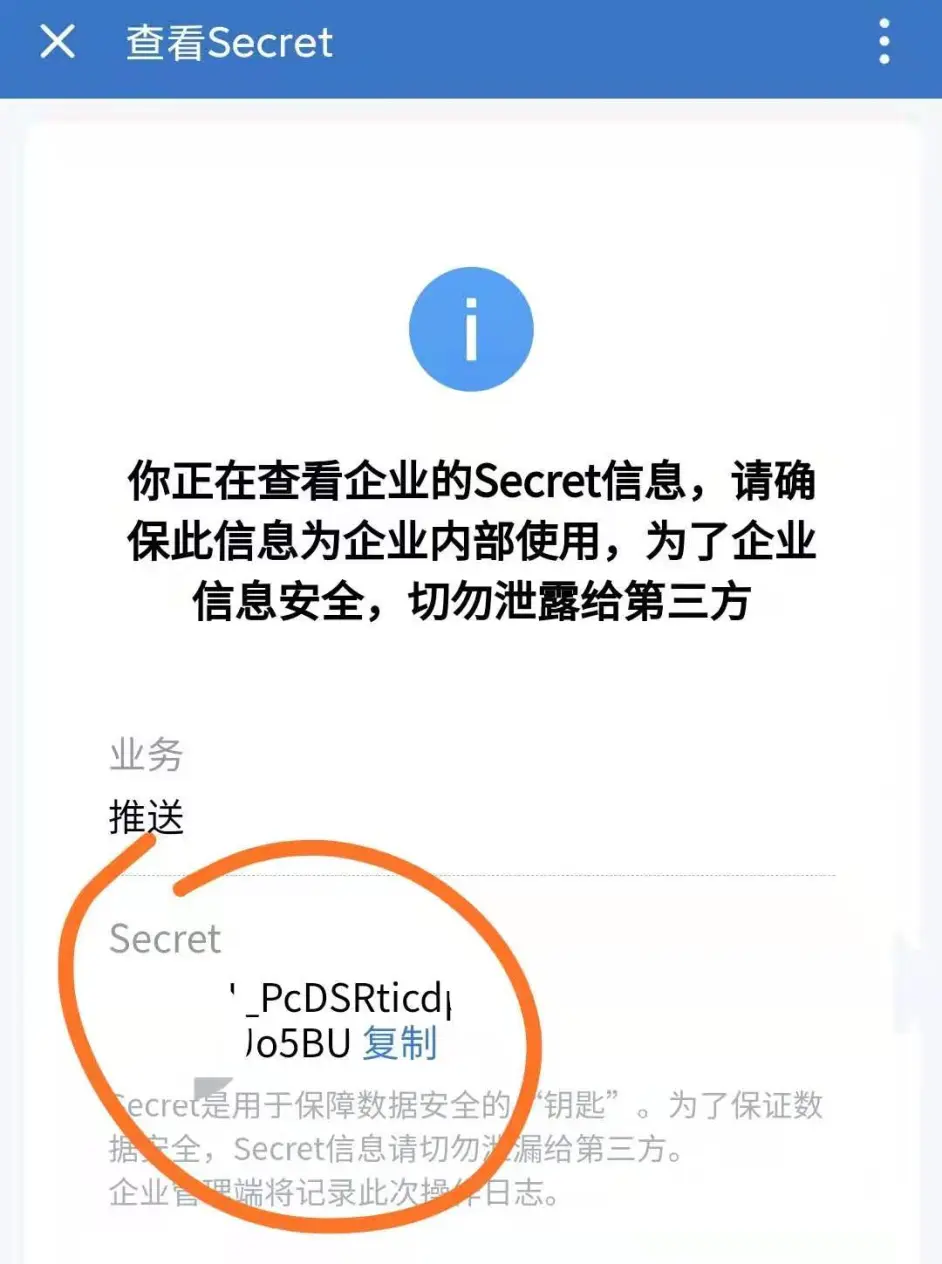 查看Secret
你正在查看企业的Secret信息，请确
保此信息为企业内部使用，为了企业
信息安全，切勿泄露给第三方
业务
推送
Secret
_PcDSRticd
o5BU 复制
Secret是用于保障数据安全的“钥匙”。为了保证数
据安全，Secret信息请切勿泄漏给第三方。
企业管理端将记录此次操作日志。